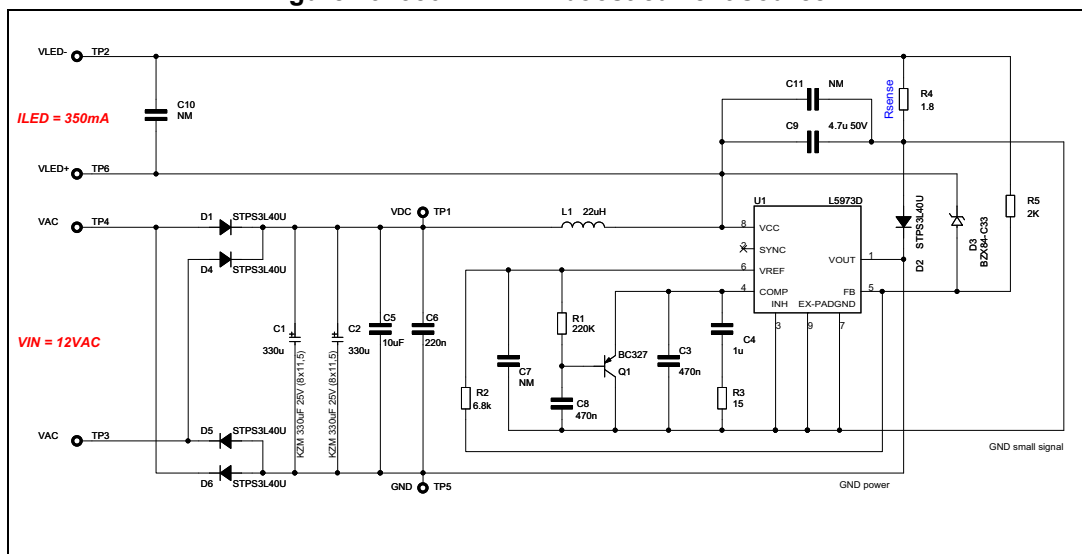 VLED- TP2
C10
NM
ILED = 350mA
VLED+ TP6
VAC TP4
D1 STPS3L40U
D4 STPS3L40U
VDC TP1
C11 NM
C9 4.7u 50V
Rsense
R4
1.8
L1 22uH
U1 L5973D
8 VCC
2 SYNC
6 VREF
4 COMP
VOUT 1
FB 5
INH EX-PADGND
3 9 7
D2
STPS3L40U
D3
BZX84-C33
R5
2K
VIN = 12VAC
C1
330u
KZM 330uF 25V (8x11,5)
C2
330u
KZM 330uF 25V (8x11,5)
C5
10uF
C6
220n
R1
220K
R2
6.8k
C7
NM
C8
470n
BC327
Q1
C3
470n
C4
1u
R3
15
VAC TP3
D5 STPS3L40U
D6 STPS3L40U
GND TP5
GND small signal
GND power